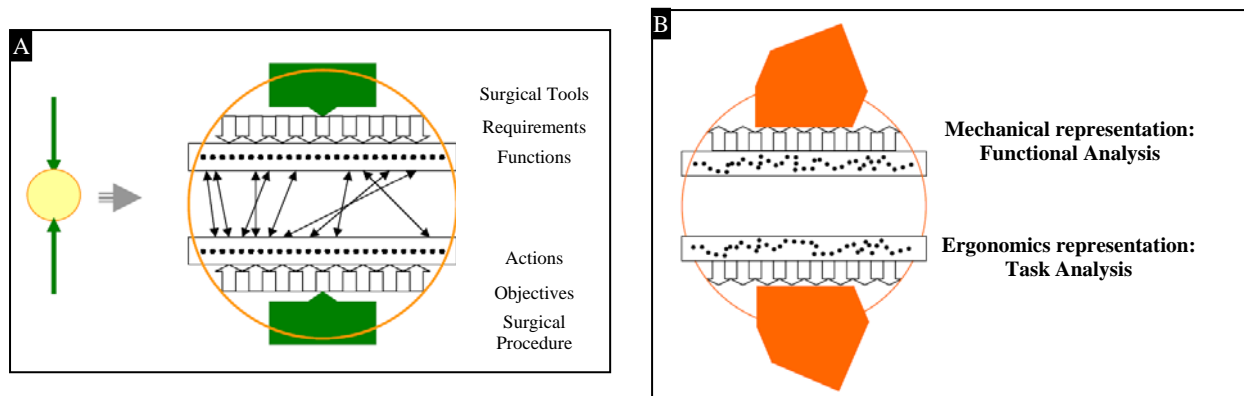 A
Surgical Tools
Requirements
Functions
Actions
Objectives
Surgical
Procedure
B
Mechanical representation:
Functional Analysis
Ergonomics representation:
Task Analysis